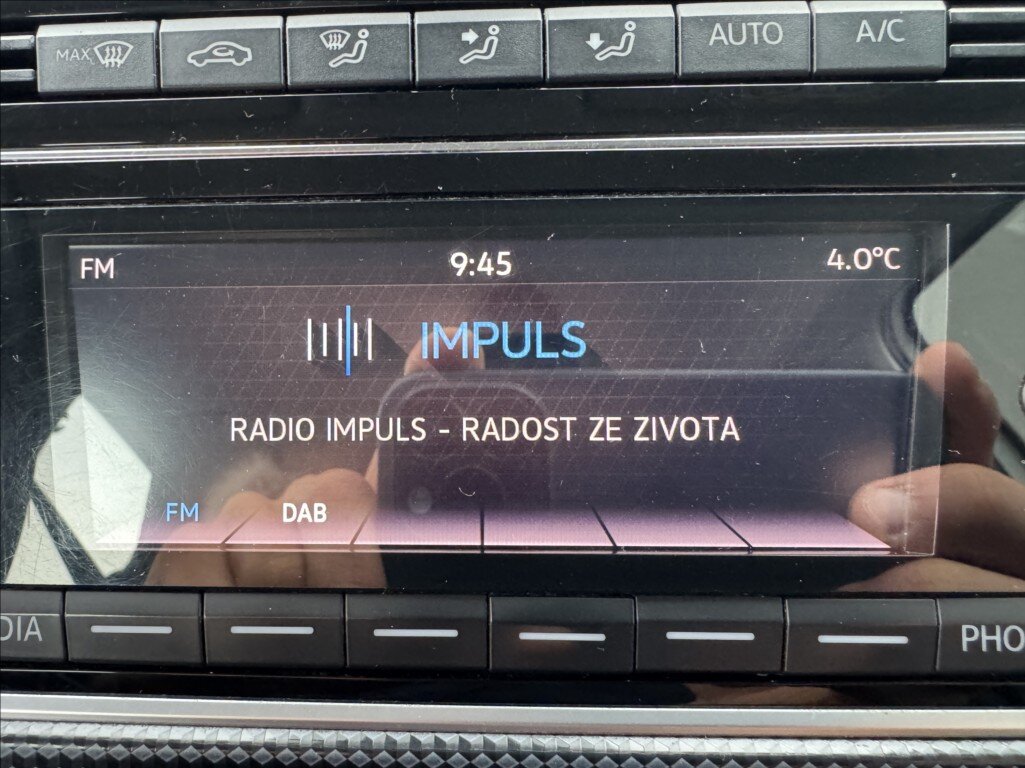 MAX AUTO A/C
FM 9:45 4.0°C
IMPULS
RADIO IMPULS - RADOST ZE ZIVOTA
FM DAB
DIA PHO